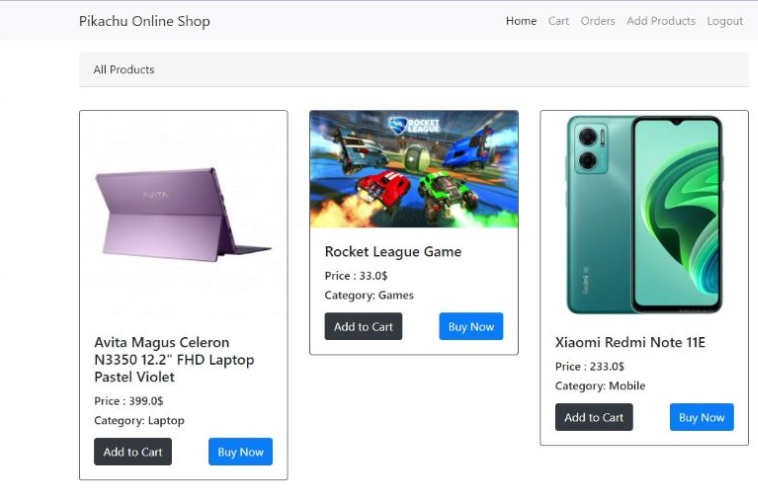 Pikachu Online Shop
Home Cart Orders Add Products Logout
All Products
AVITA
Avita Magus Celeron
N3350 12.2" FHD Laptop
Pastel Violet
Price : 399.0$
Category: Laptop
Add to Cart Buy Now
ROCKET
LEAGUE
Rocket League Game
Price : 33.0$
Category: Games
Add to Cart Buy Now
Redmi
Xiaomi Redmi Note 11E
Price : 233.0$
Category: Mobile
Add to Cart Buy Now